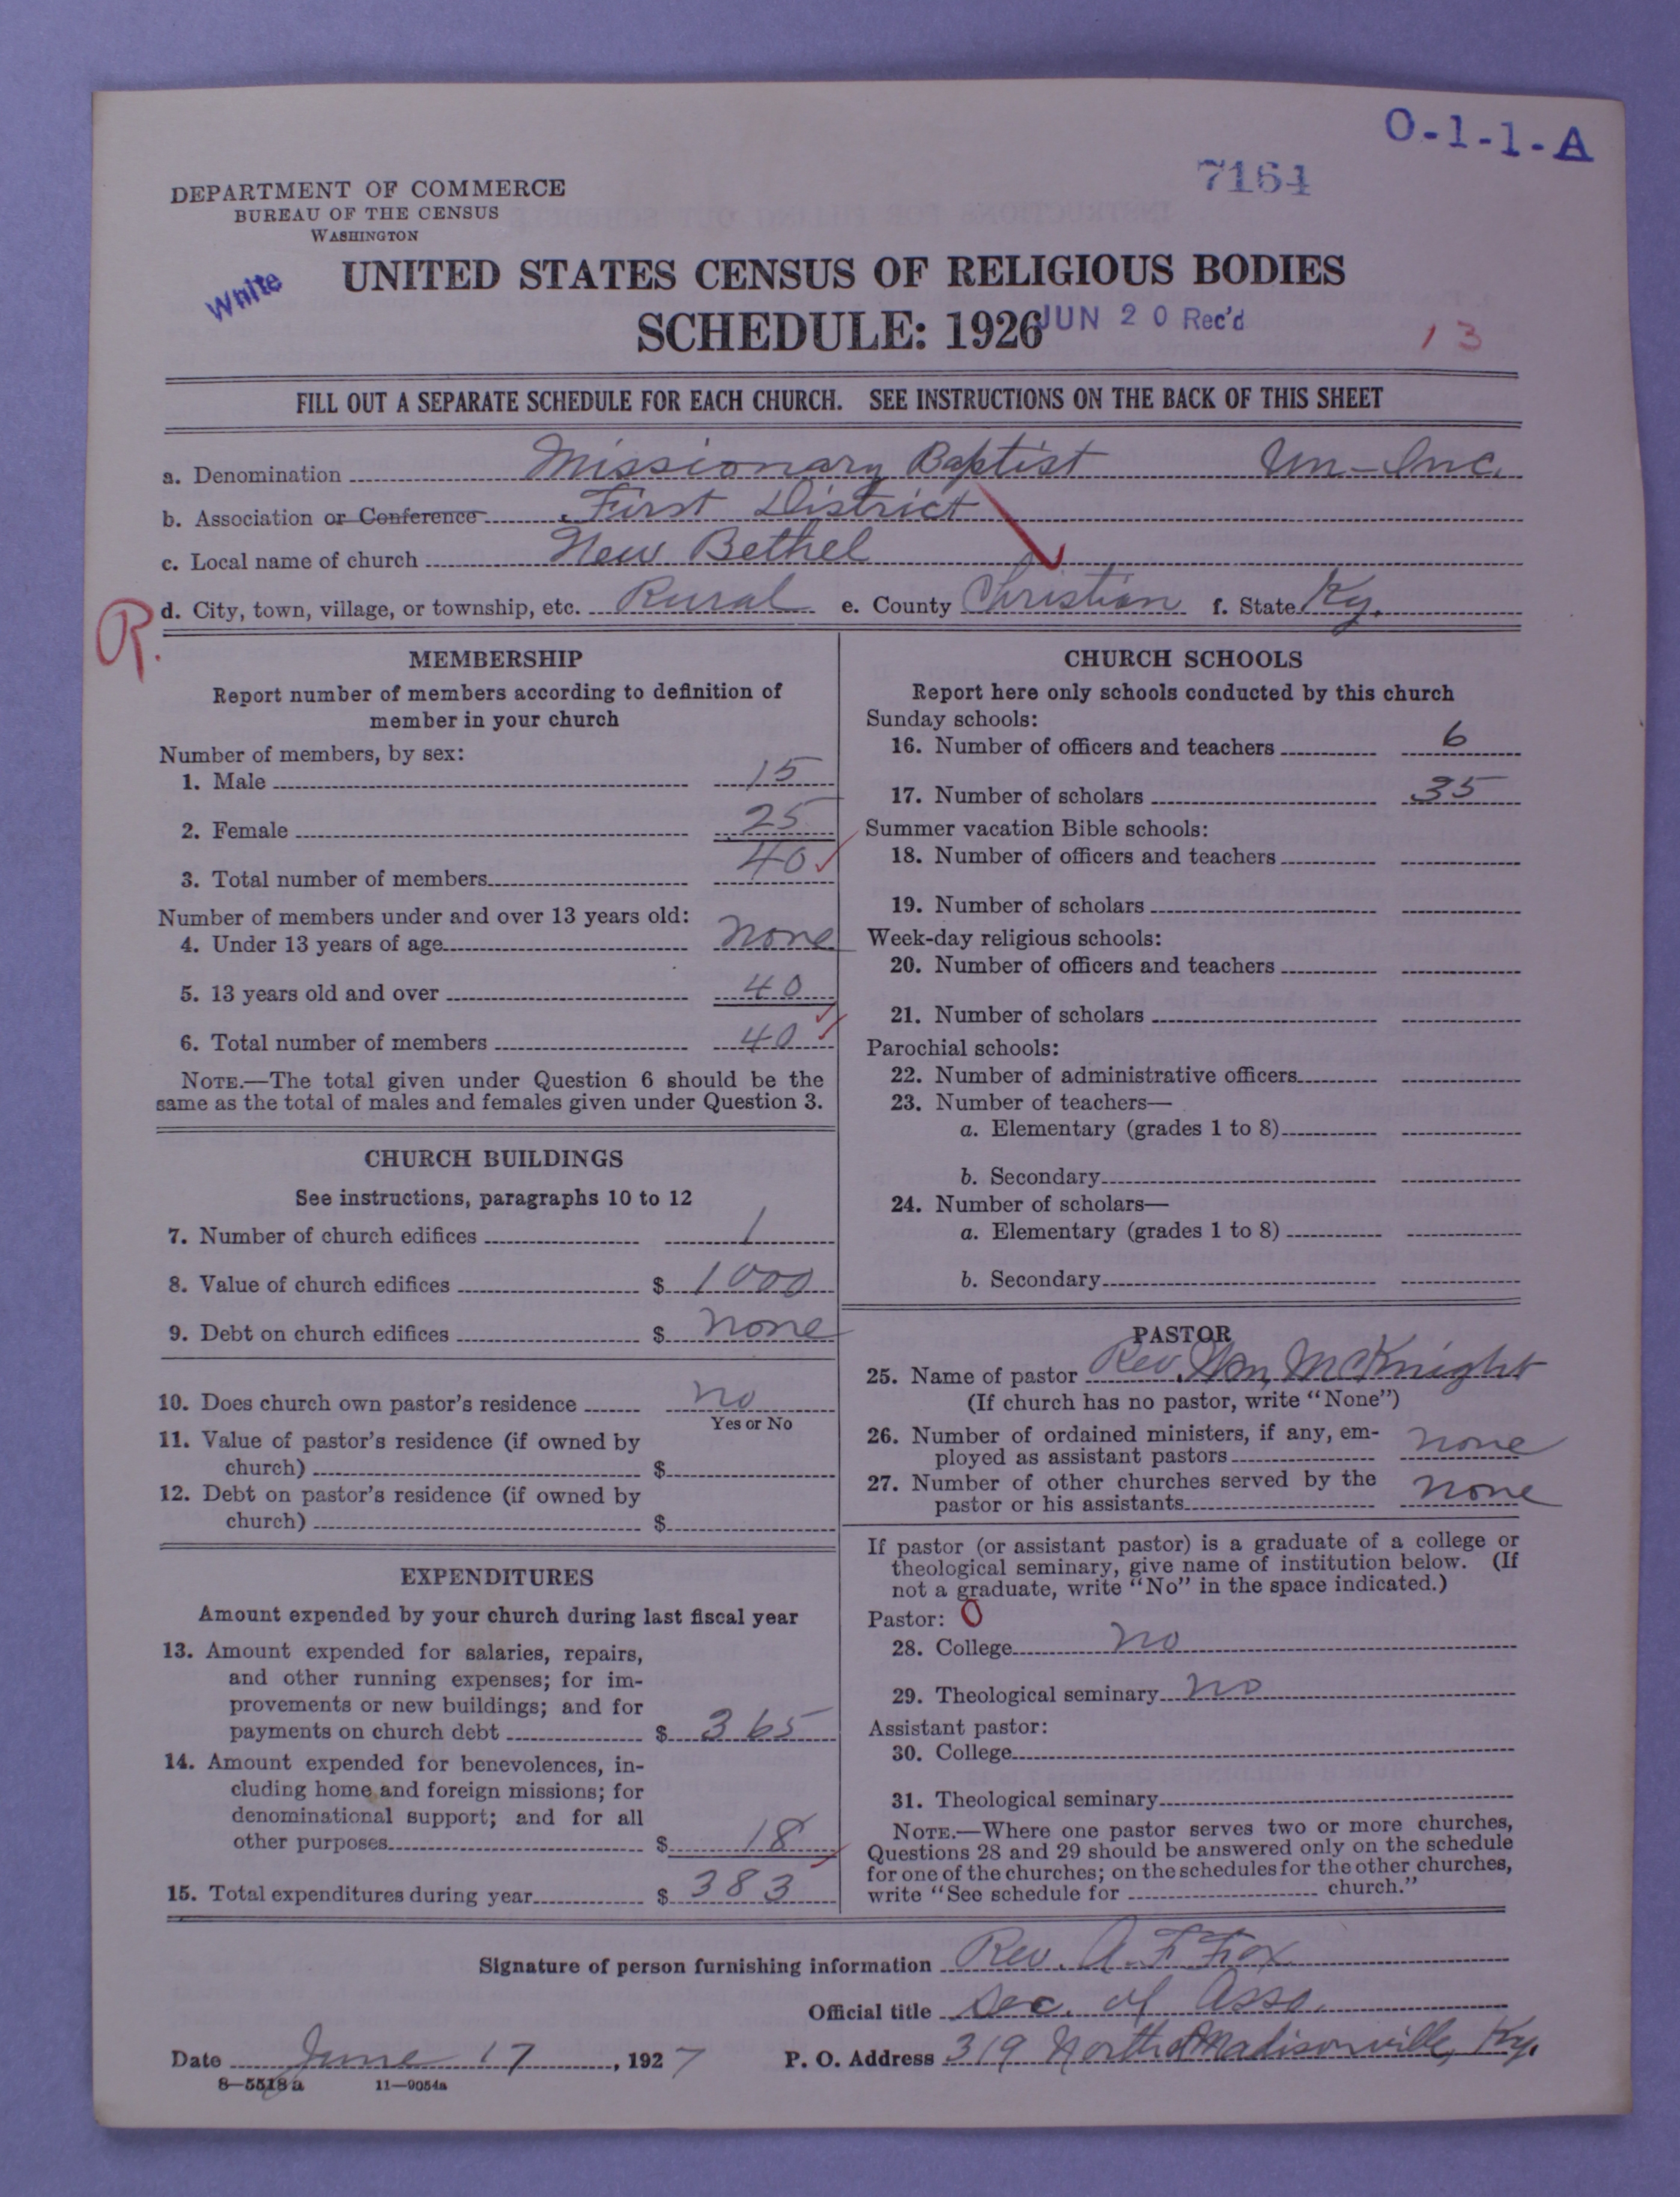 O-1-1-A
7164
DEPARTMENT OF COMMERCE
BUREAU OF THE CENSUS
WASHINGTON
White
UNITED STATES CENSUS OF RELIGIOUS BODIES
SCHEDULE: 1926
JUN 20 Rec'd
13
FILL OUT A SEPARATE SCHEDULE FOR EACH CHURCH. SEE INSTRUCTIONS ON THE BACK OF THIS SHEET
a. Denomination Missionary Baptist Un-Inc.
b. Association or Conference First District
c. Local name of church New Bethel
R. d. City, town, village, or township, etc. Rural e. County Christian f. State Ky.
MEMBERSHIP
Report number of members according to definition of
member in your church
Number of members, by sex:
1. Male 15
2. Female 25
3. Total number of members 40
Number of members under and over 13 years old:
4. Under 13 years of age none
5. 13 years old and over 40
6. Total number of members 40
NOTE.—The total given under Question 6 should be the
same as the total of males and females given under Question 3.
CHURCH BUILDINGS
See instructions, paragraphs 10 to 12
7. Number of church edifices 1
8. Value of church edifices $ 1000
9. Debt on church edifices $ none
10. Does church own pastor's residence no
Yes or No
11. Value of pastor's residence (if owned by
church) $
12. Debt on pastor's residence (if owned by
church) $
EXPENDITURES
Amount expended by your church during last fiscal year
13. Amount expended for salaries, repairs,
and other running expenses; for im-
provements or new buildings; and for
payments on church debt $ 365
14. Amount expended for benevolences, in-
cluding home and foreign missions; for
denominational support; and for all
other purposes $ 18
15. Total expenditures during year $ 383
CHURCH SCHOOLS
Report here only schools conducted by this church
Sunday schools:
16. Number of officers and teachers 6
17. Number of scholars 35
Summer vacation Bible schools:
18. Number of officers and teachers
19. Number of scholars
Week-day religious schools:
20. Number of officers and teachers
21. Number of scholars
Parochial schools:
22. Number of administrative officers
23. Number of teachers—
a. Elementary (grades 1 to 8)
b. Secondary
24. Number of scholars—
a. Elementary (grades 1 to 8)
b. Secondary
PASTOR
25. Name of pastor Rev. Wm, McKnight
(If church has no pastor, write "None")
26. Number of ordained ministers, if any, em-
ployed as assistant pastors none
27. Number of other churches served by the
pastor or his assistants none
If pastor (or assistant pastor) is a graduate of a college or
theological seminary, give name of institution below. (If
not a graduate, write "No" in the space indicated.)
Pastor: 0
28. College no
29. Theological seminary no
Assistant pastor:
30. College
31. Theological seminary
NOTE.—Where one pastor serves two or more churches,
Questions 28 and 29 should be answered only on the schedule
for one of the churches; on the schedules for the other churches,
write "See schedule for church."
Signature of person furnishing information Rev. A. F. Fox
Official title Sec. of Asso.
Date June 17, 1927 P. O. Address 319 North Madisonville, Ky.
8—5518a 11—9054a